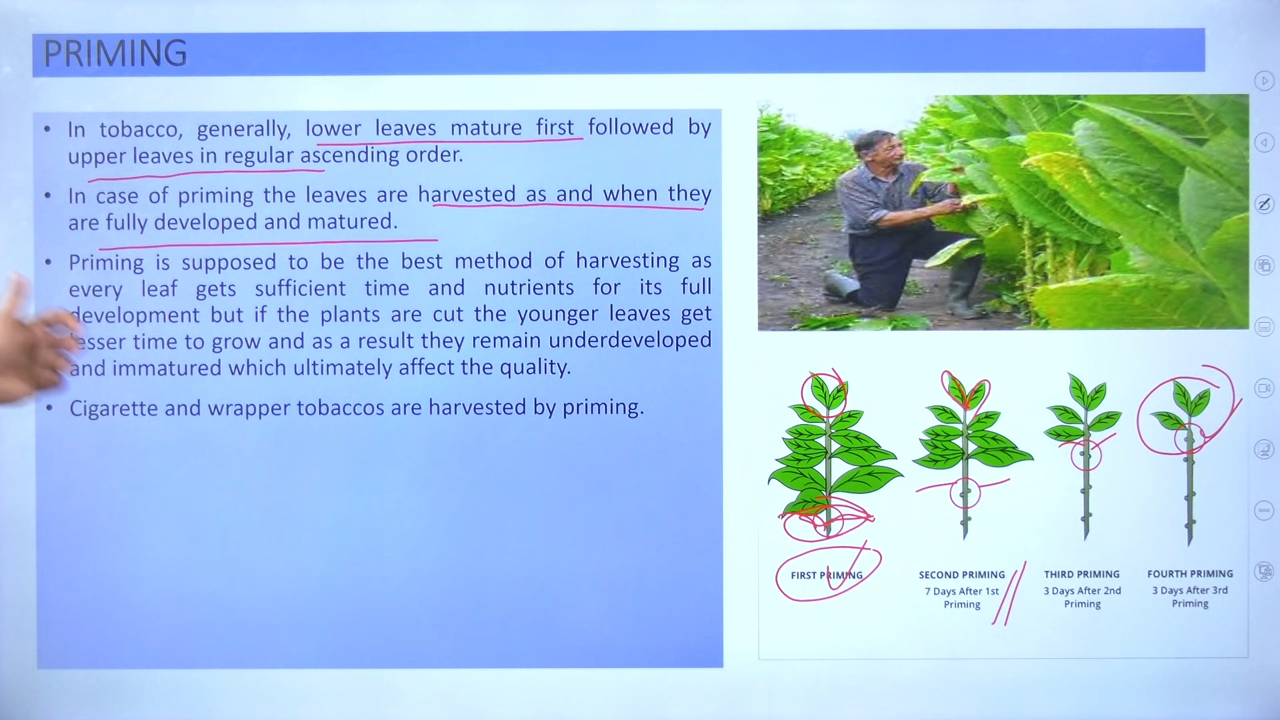 PRIMING
• In tobacco, generally, lower leaves mature first followed by
upper leaves in regular ascending order.
• In case of priming the leaves are harvested as and when they
are fully developed and matured.
• Priming is supposed to be the best method of harvesting as
every leaf gets sufficient time and nutrients for its full
development but if the plants are cut the younger leaves get
lesser time to grow and as a result they remain underdeveloped
and immatured which ultimately affect the quality.
• Cigarette and wrapper tobaccos are harvested by priming.
FIRST PRIMING
SECOND PRIMING
7 Days After 1st
Priming
THIRD PRIMING
3 Days After 2nd
Priming
FOURTH PRIMING
3 Days After 3rd
Priming